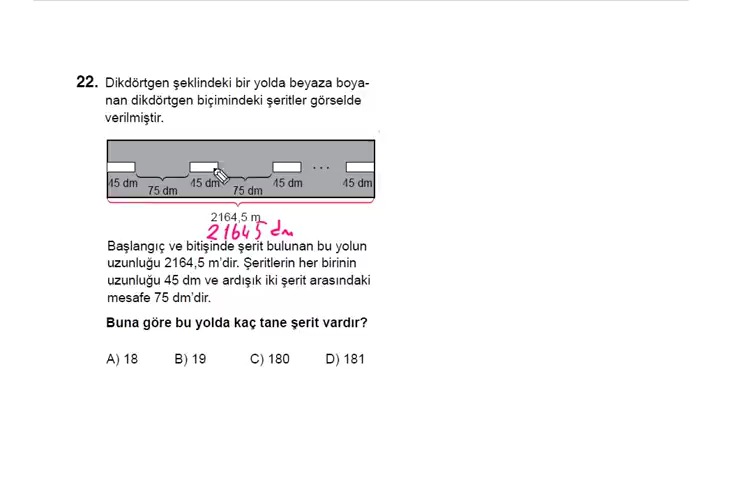 22. Dikdörtgen şeklindeki bir yolda beyaza boya-
nan dikdörtgen biçimindeki şeritler görselde
verilmiştir.
45 dm 75 dm 45 dm 75 dm 45 dm ... 45 dm
2164,5 m
21645 dm
Başlangıç ve bitişinde şerit bulunan bu yolun
uzunluğu 2164,5 m'dir. Şeritlerin her birinin
uzunluğu 45 dm ve ardışık iki şerit arasındaki
mesafe 75 dm'dir.
Buna göre bu yolda kaç tane şerit vardır?
A) 18 B) 19 C) 180 D) 181